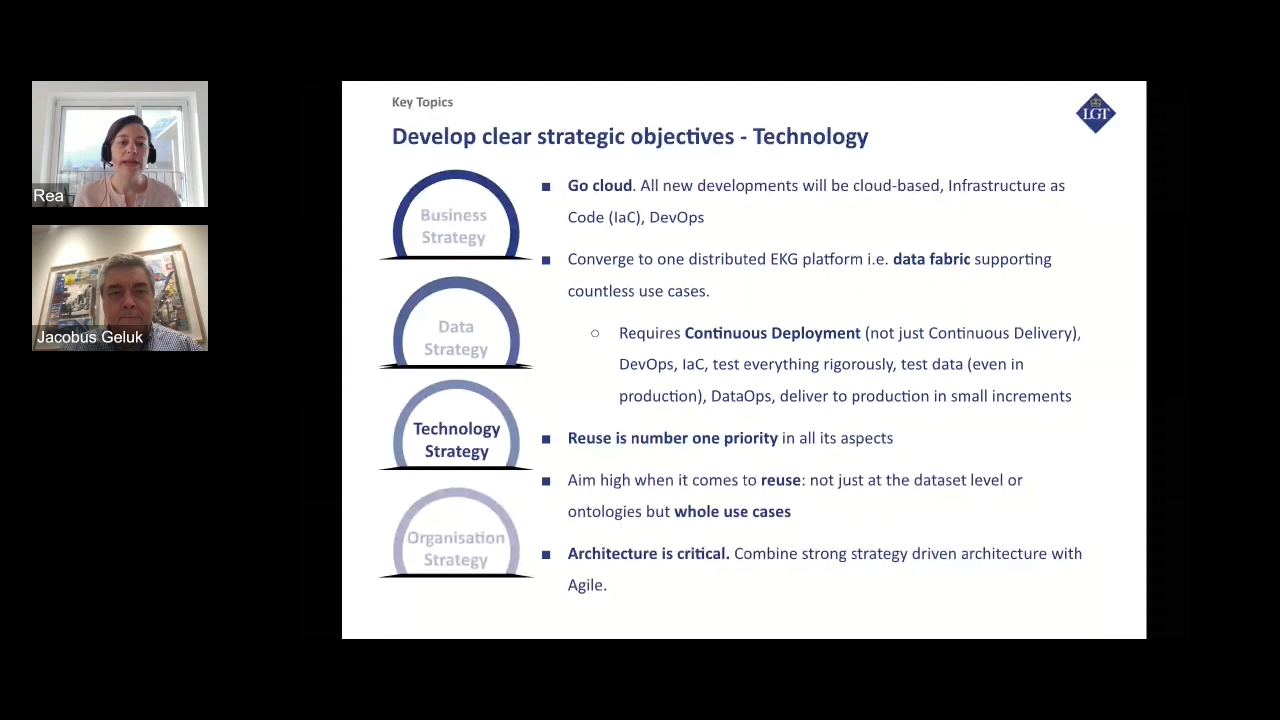 Rea
Jacobus Geluk
Key Topics
LGT
Develop clear strategic objectives - Technology
Business
Strategy
Data
Strategy
Technology
Strategy
Organisation
Strategy
■ Go cloud. All new developments will be cloud-based, Infrastructure as
Code (IaC), DevOps
■ Converge to one distributed EKG platform i.e. data fabric supporting
countless use cases.
○ Requires Continuous Deployment (not just Continuous Delivery),
DevOps, IaC, test everything rigorously, test data (even in
production), DataOps, deliver to production in small increments
■ Reuse is number one priority in all its aspects
■ Aim high when it comes to reuse: not just at the dataset level or
ontologies but whole use cases
■ Architecture is critical. Combine strong strategy driven architecture with
Agile.